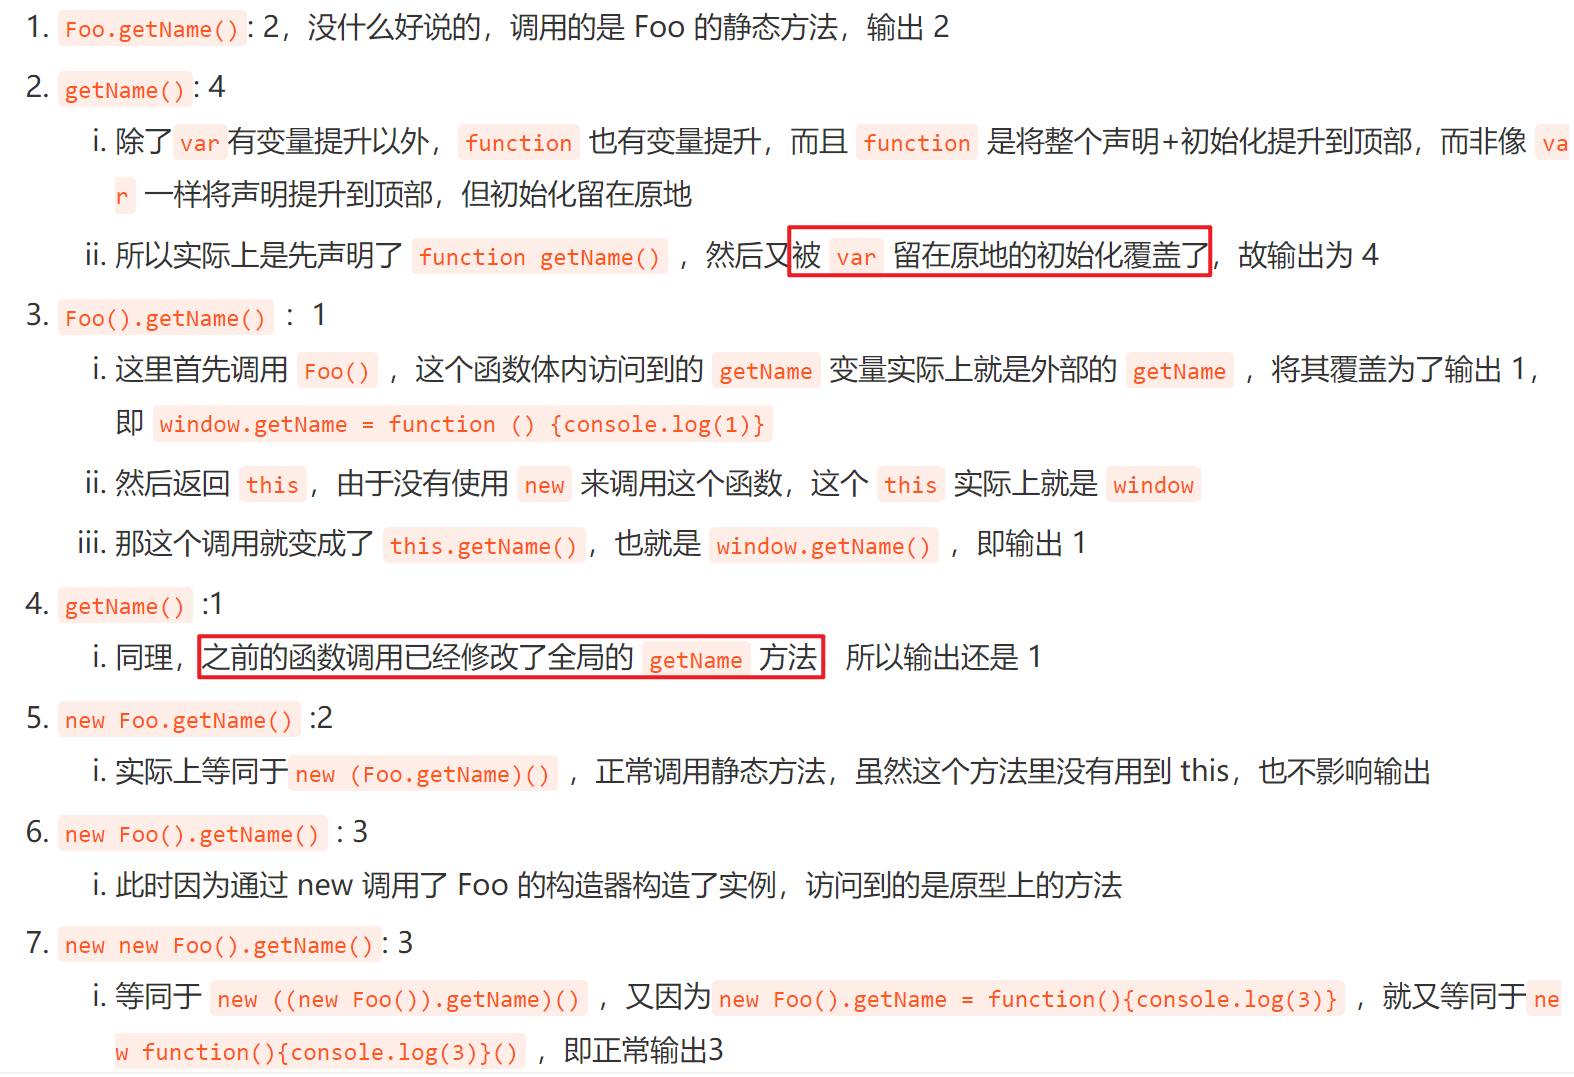 1. Foo.getName(): 2，没什么好说的，调用的是 Foo 的静态方法，输出 2
2. getName(): 4
i. 除了var有变量提升以外，function 也有变量提升，而且 function 是将整个声明+初始化提升到顶部，而非像 va
r 一样将声明提升到顶部，但初始化留在原地
ii. 所以实际上是先声明了 function getName() ，然后又被 var 留在原地的初始化覆盖了，故输出为 4
3. Foo().getName() ： 1
i. 这里首先调用 Foo() ，这个函数体内访问到的 getName 变量实际上就是外部的 getName ，将其覆盖为了输出 1，
即 window.getName = function () {console.log(1)}
ii. 然后返回 this，由于没有使用 new 来调用这个函数，这个 this 实际上就是 window
iii. 那这个调用就变成了 this.getName()，也就是 window.getName() ，即输出 1
4. getName() :1
i. 同理，之前的函数调用已经修改了全局的 getName 方法 所以输出还是 1
5. new Foo.getName() :2
i. 实际上等同于new (Foo.getName)() ，正常调用静态方法，虽然这个方法里没有用到 this，也不影响输出
6. new Foo().getName() : 3
i. 此时因为通过 new 调用了 Foo 的构造器构造了实例，访问到的是原型上的方法
7. new new Foo().getName(): 3
i. 等同于 new ((new Foo()).getName)() ，又因为new Foo().getName = function(){console.log(3)} ，就又等同于ne
w function(){console.log(3)}() ，即正常输出3